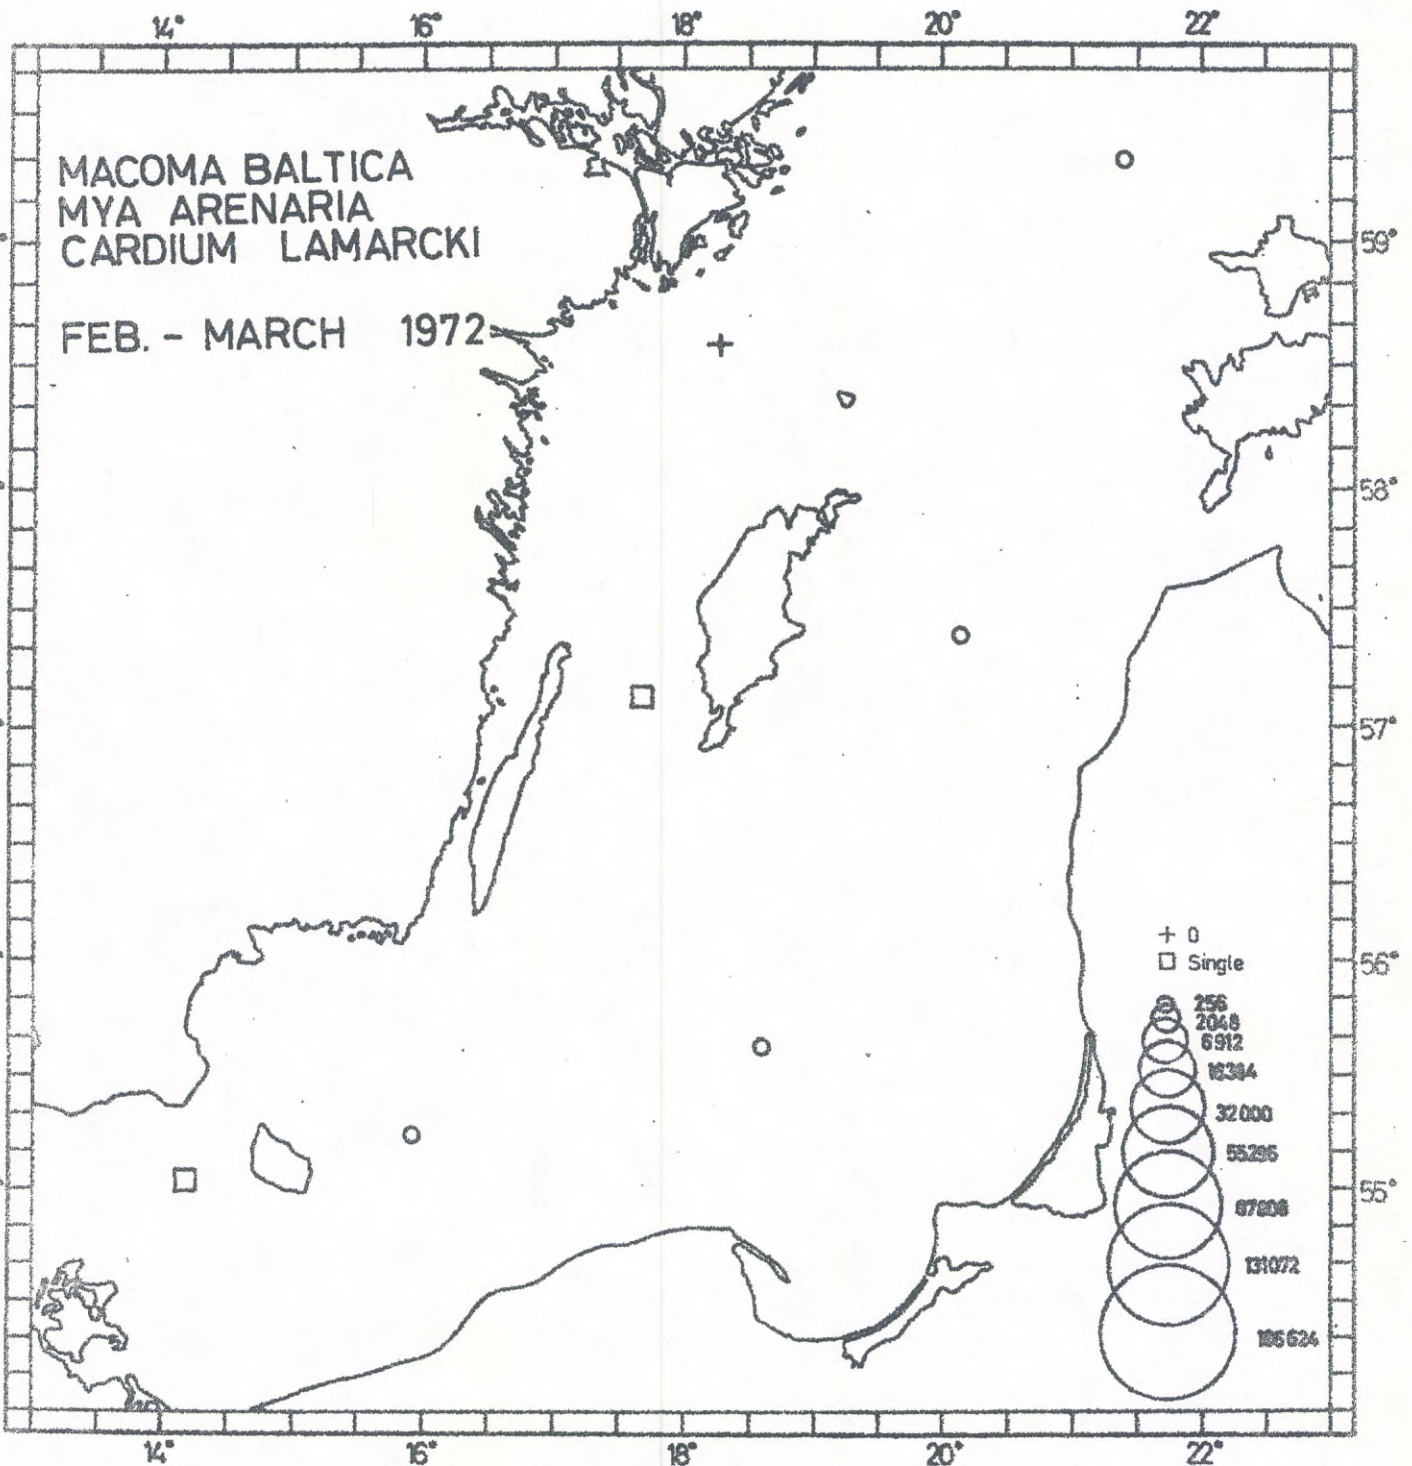 14° 16° 18° 20° 22°
MACOMA BALTICA
MYA ARENARIA
CARDIUM LAMARCKI
FEB. - MARCH 1972
59°
58°
57°
56°
55°
+ 0
□ Single
256
2048
6912
16384
32000
55296
87808
131072
186624
14° 16° 18° 20° 22°